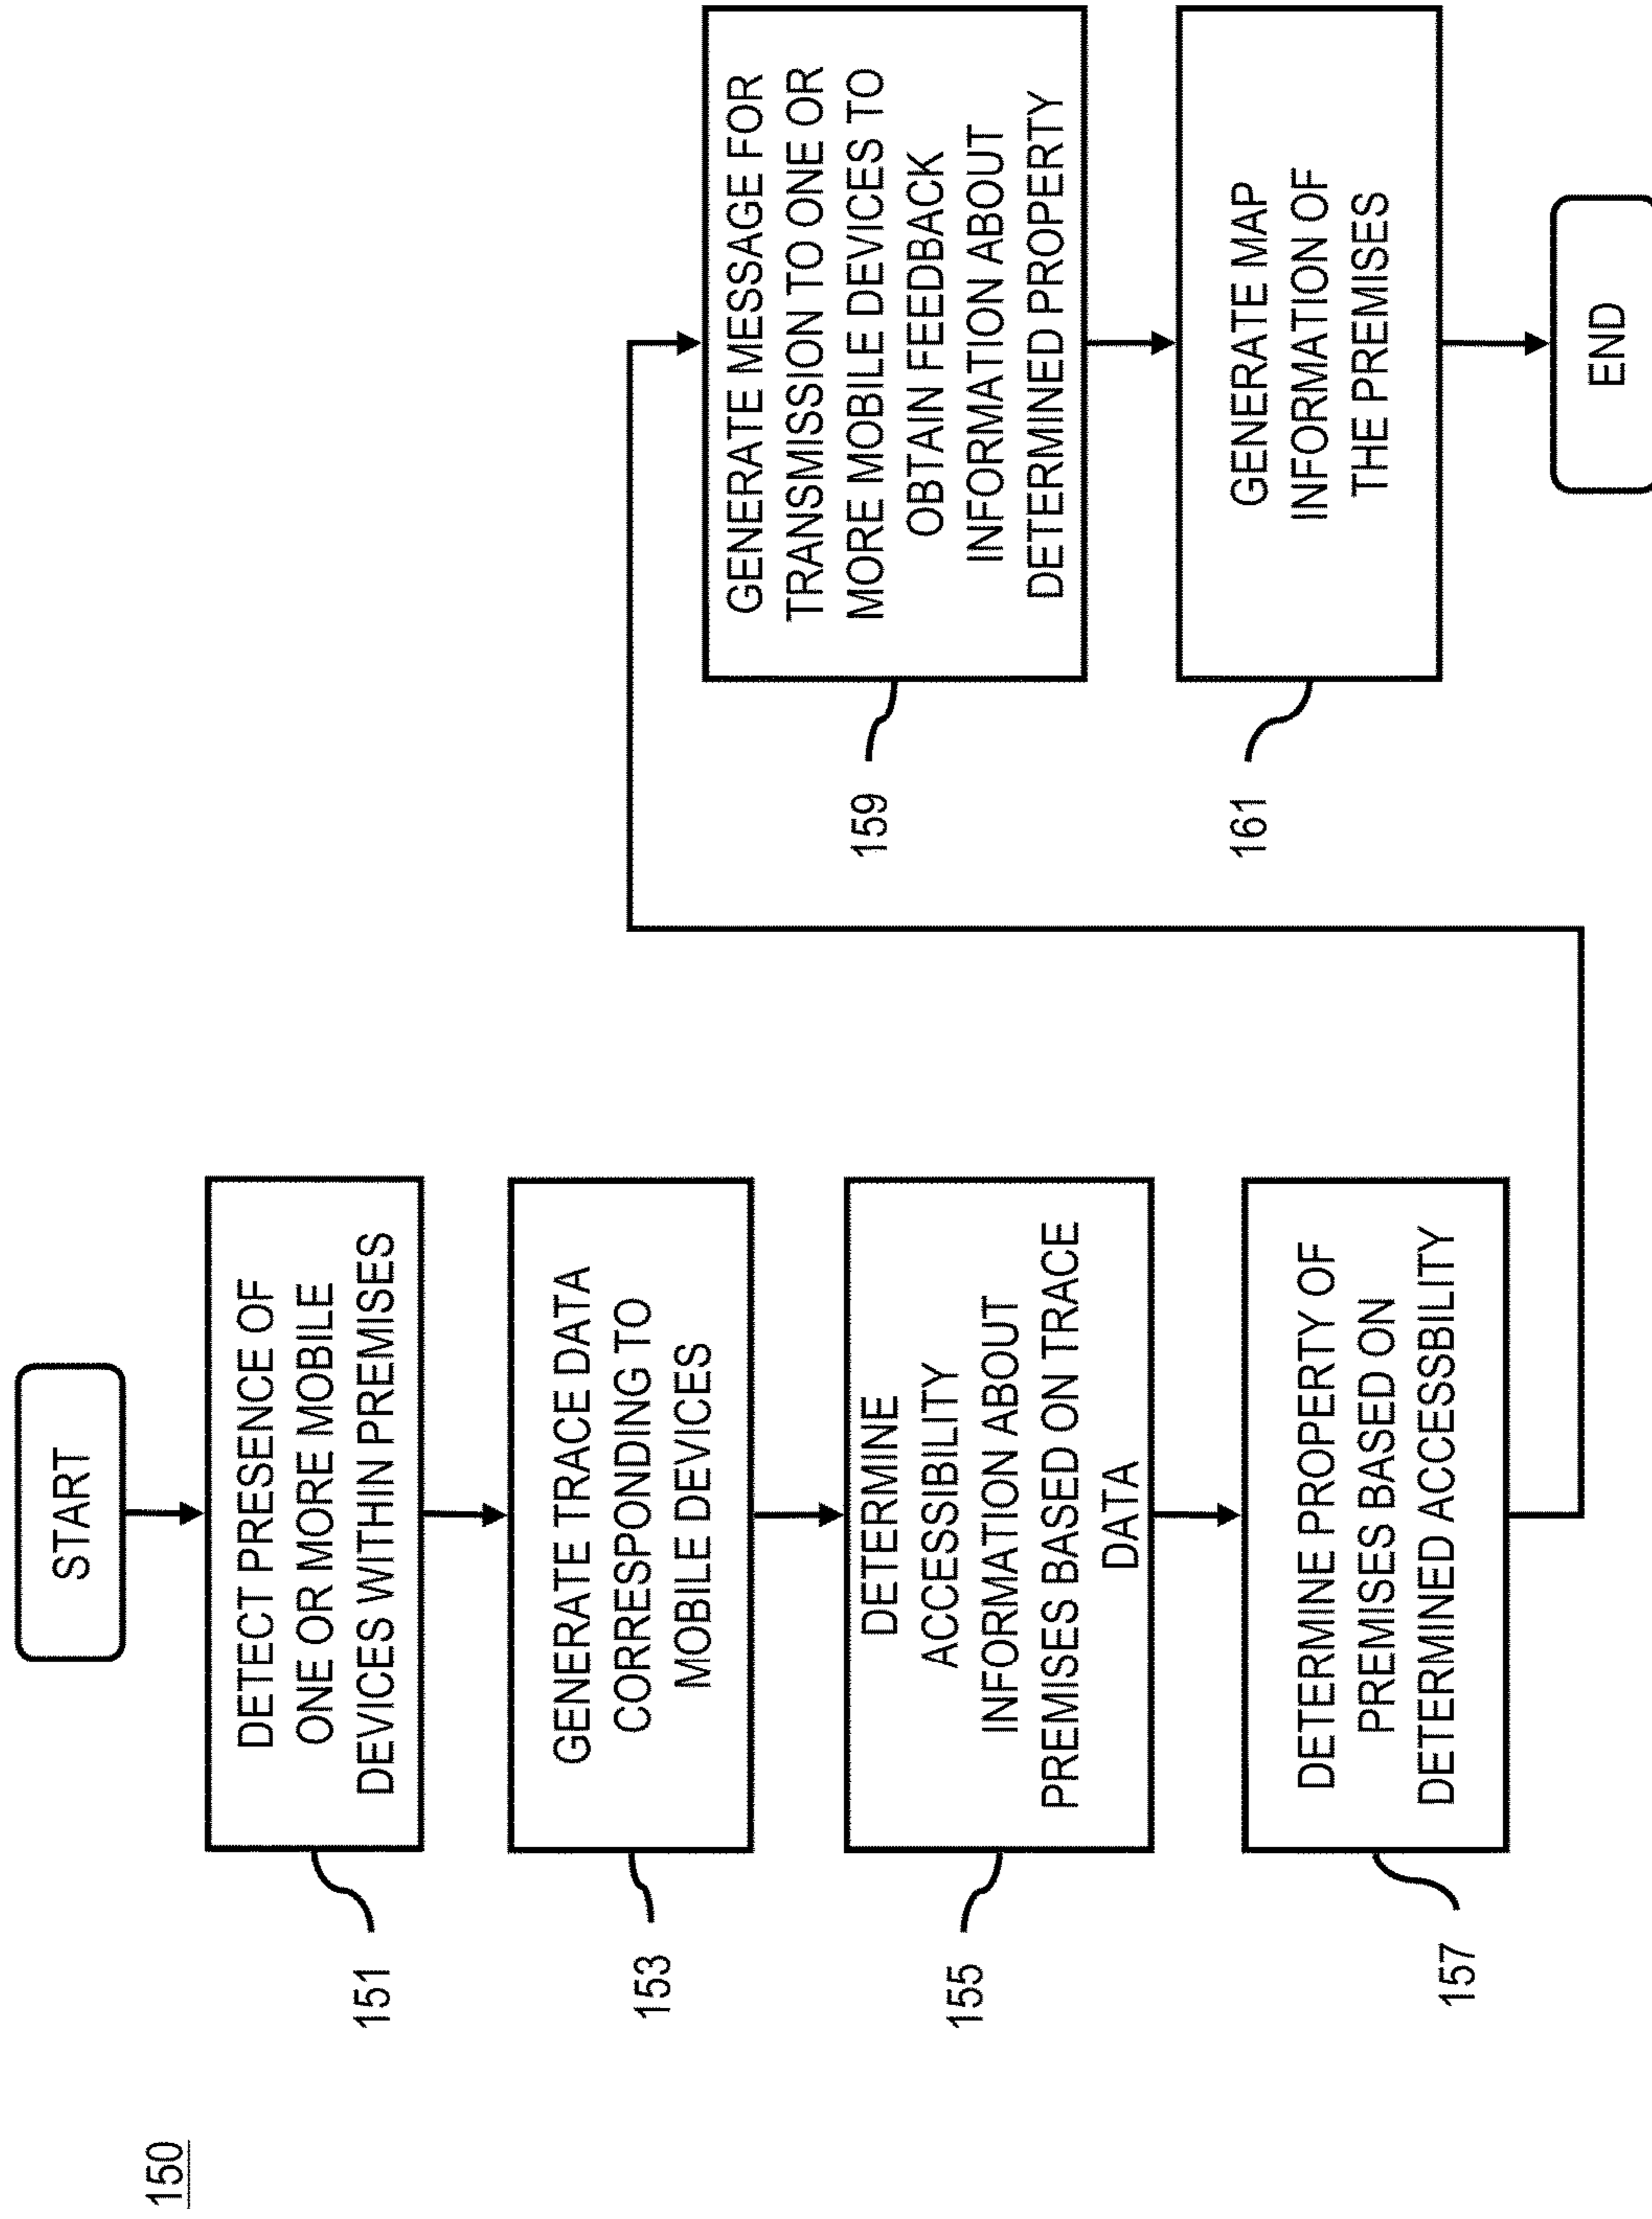 150
START
151
DETECT PRESENCE OF
ONE OR MORE MOBILE
DEVICES WITHIN PREMISES
153
GENERATE TRACE DATA
CORRESPONDING TO
MOBILE DEVICES
155
DETERMINE
ACCESSIBILITY
INFORMATION ABOUT
PREMISES BASED ON TRACE
DATA
157
DETERMINE PROPERTY OF
PREMISES BASED ON
DETERMINED ACCESSBILITY
159
GENERATE MESSAGE FOR
TRANSMISSION TO ONE OR
MORE MOBILE DEVICES TO
OBTAIN FEEDBACK
INFORMATION ABOUT
DETERMINED PROPERTY
161
GENERATE MAP
INFORMATION OF
THE PREMISES
END